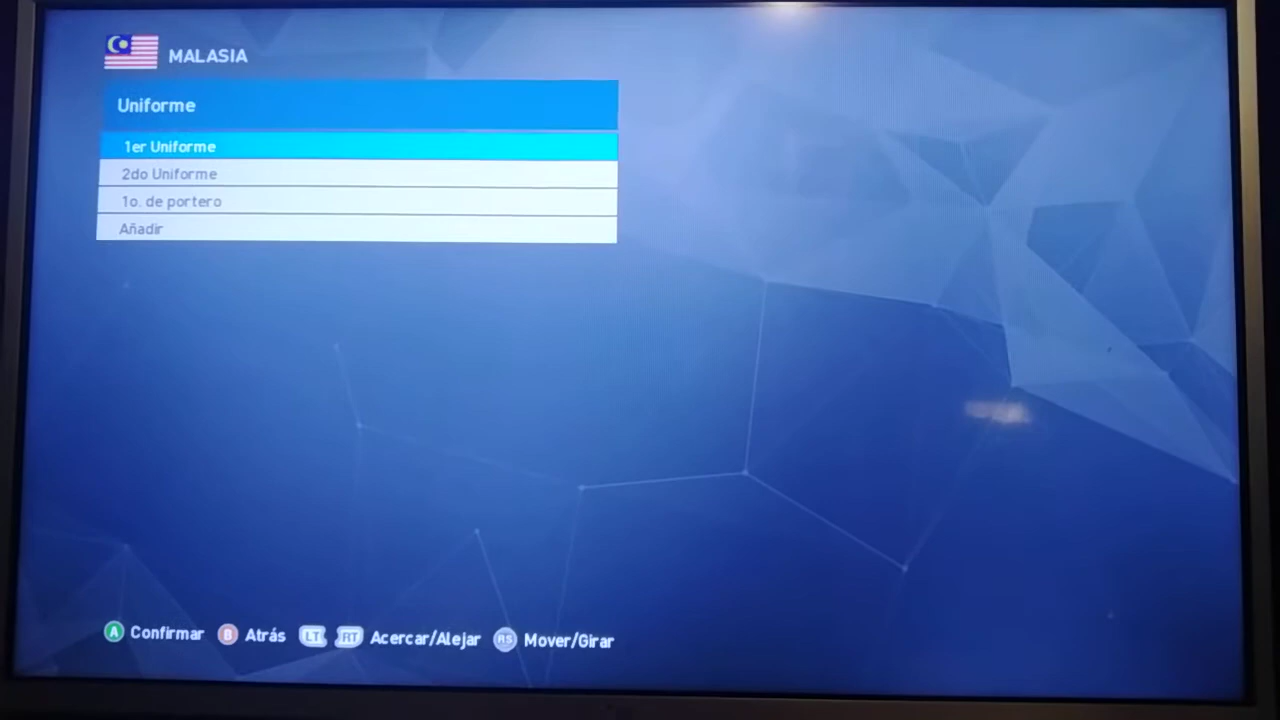 MALASIA
Uniforme
1er Uniforme
2do Uniforme
1o. de portero
Añadir
A Confirmar B Atrás LT RT Acercar/Alejar RS Mover/Girar